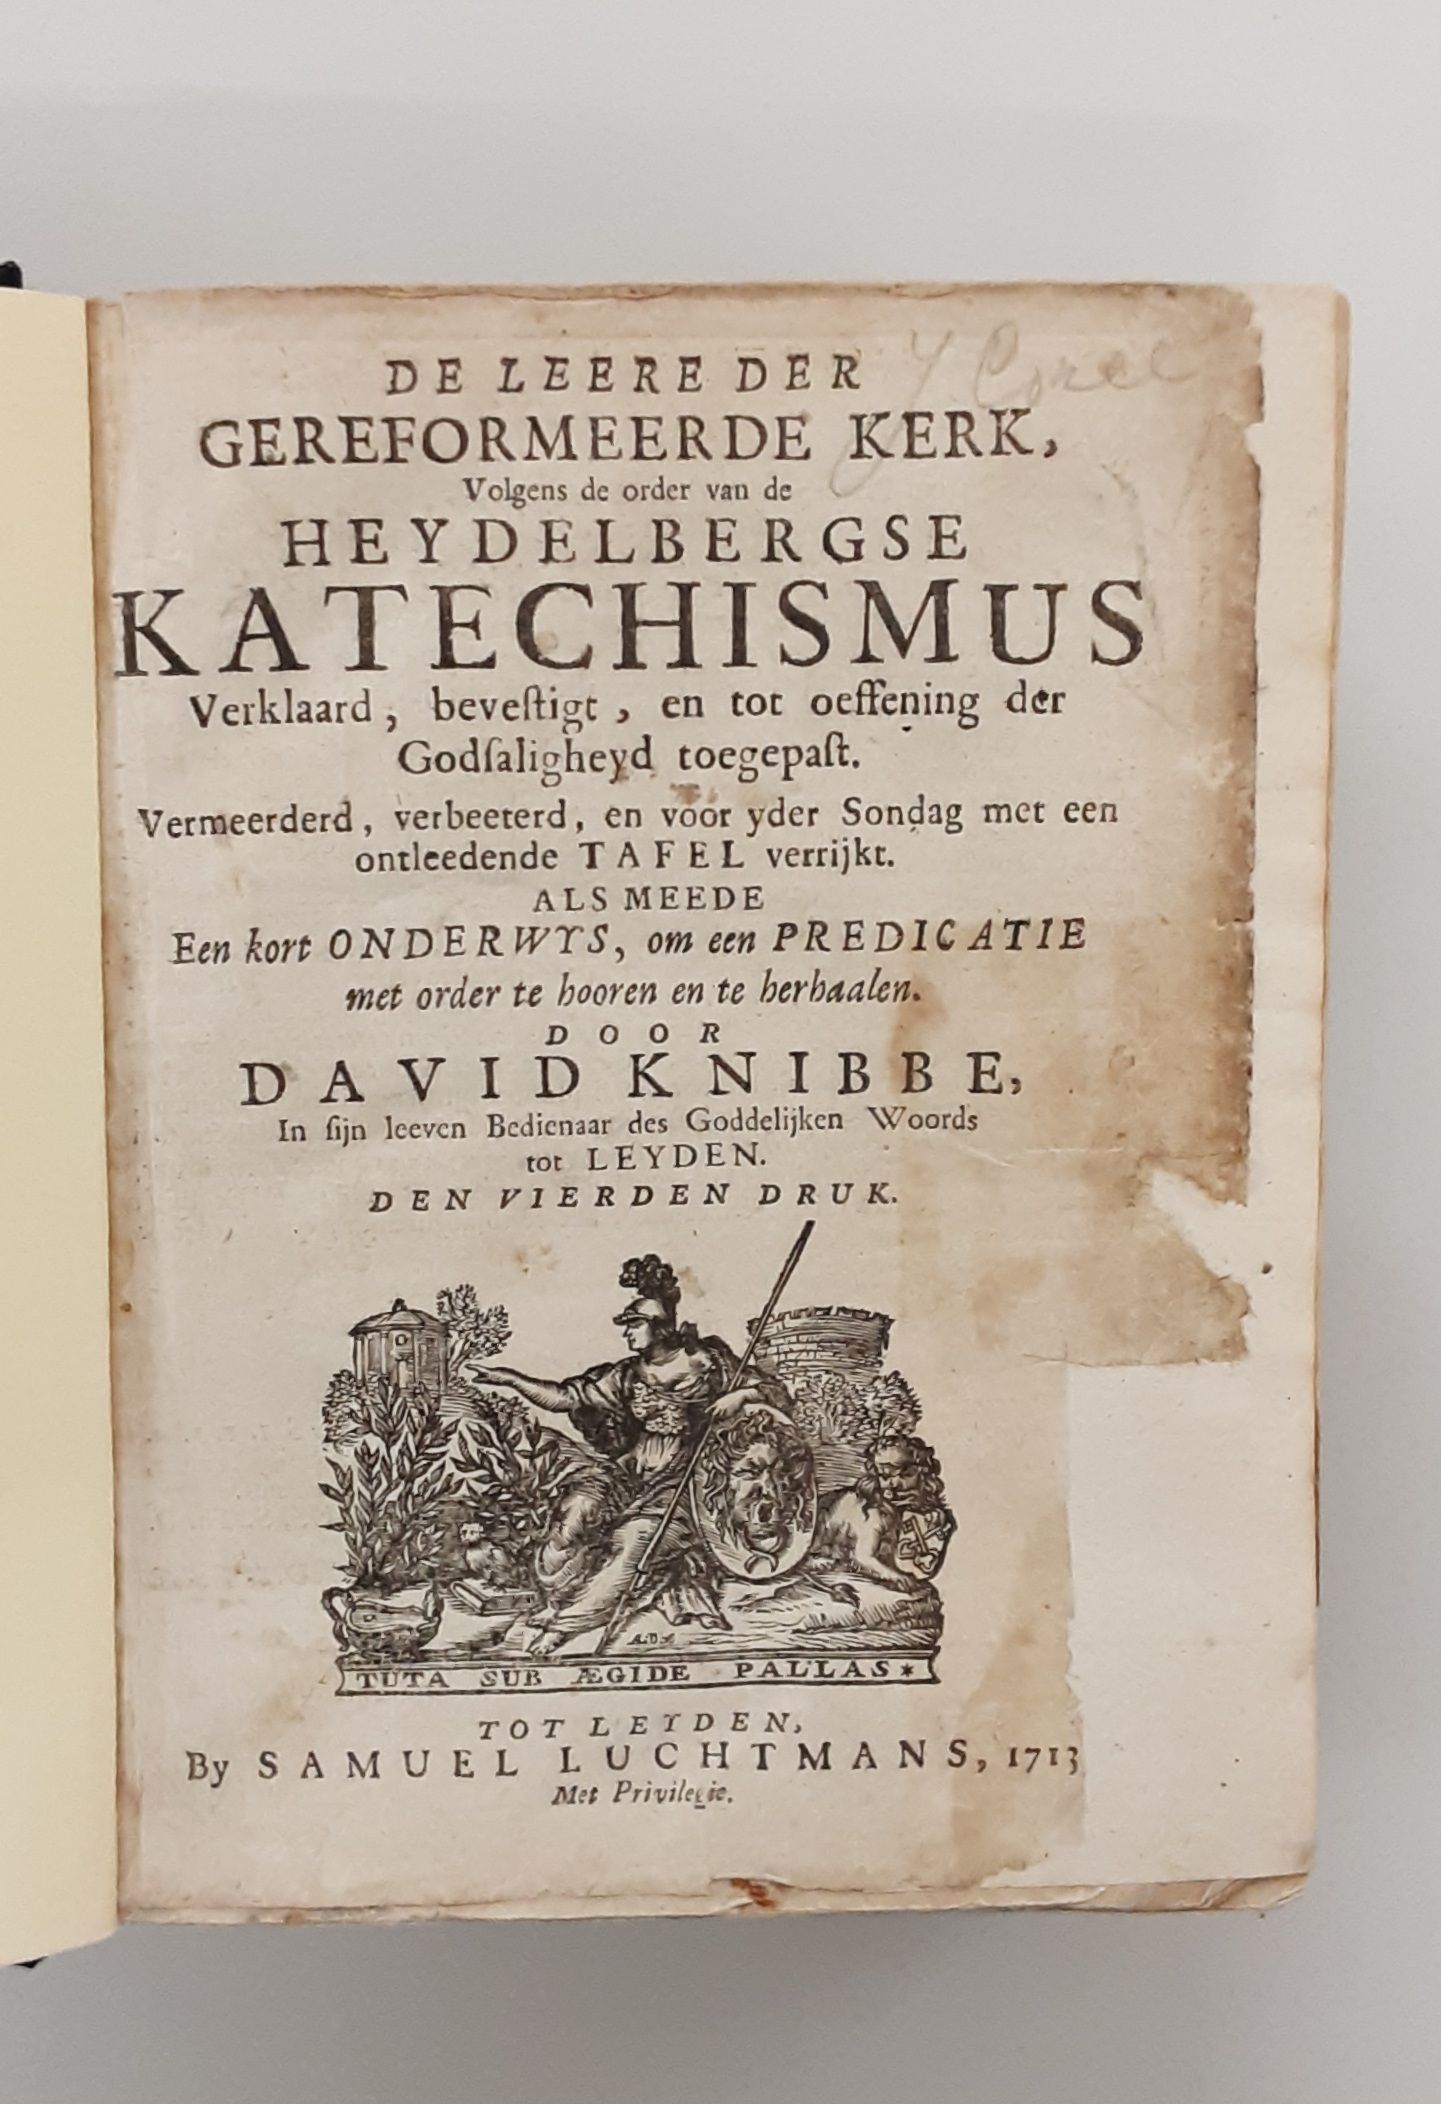 DE LEERE DER
GEREFORMEERDE KERK,
Volgens de order van de
HEYDELBERGSE
KATECHISMUS
Verklaard, beveſtigt, en tot oeffening der
Godſaligheyd toegepaſt.
Vermeerderd, verbeeterd, en voor yder Sondag met een
ontleedende TAFEL verrijkt.
ALS MEEDE
Een kort ONDERWYS, om een PREDICATIE
met order te hooren en te herhaalen.
DOOR
DAVID KNIBBE,
In ſijn leeven Bedienaar des Goddelijken Woords
tot LEYDEN.
DEN VIERDEN DRUK.
TUTA SUB ÆGIDE PALLAS *
TOT LEYDEN,
By SAMUEL LUCHTMANS, 1713
Met Privilegie.